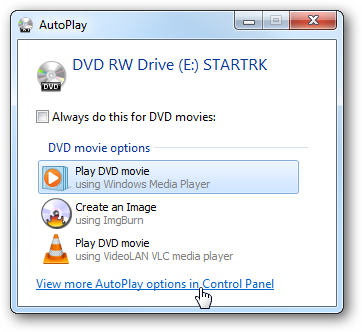 AutoPlay
DVD RW Drive (E:) STARTRK
DVD
Always do this for DVD movies:
DVD movie options
Play DVD movie
using Windows Media Player
Create an Image
using ImgBurn
Play DVD movie
using VideoLAN VLC media player
View more AutoPlay options in Control Panel